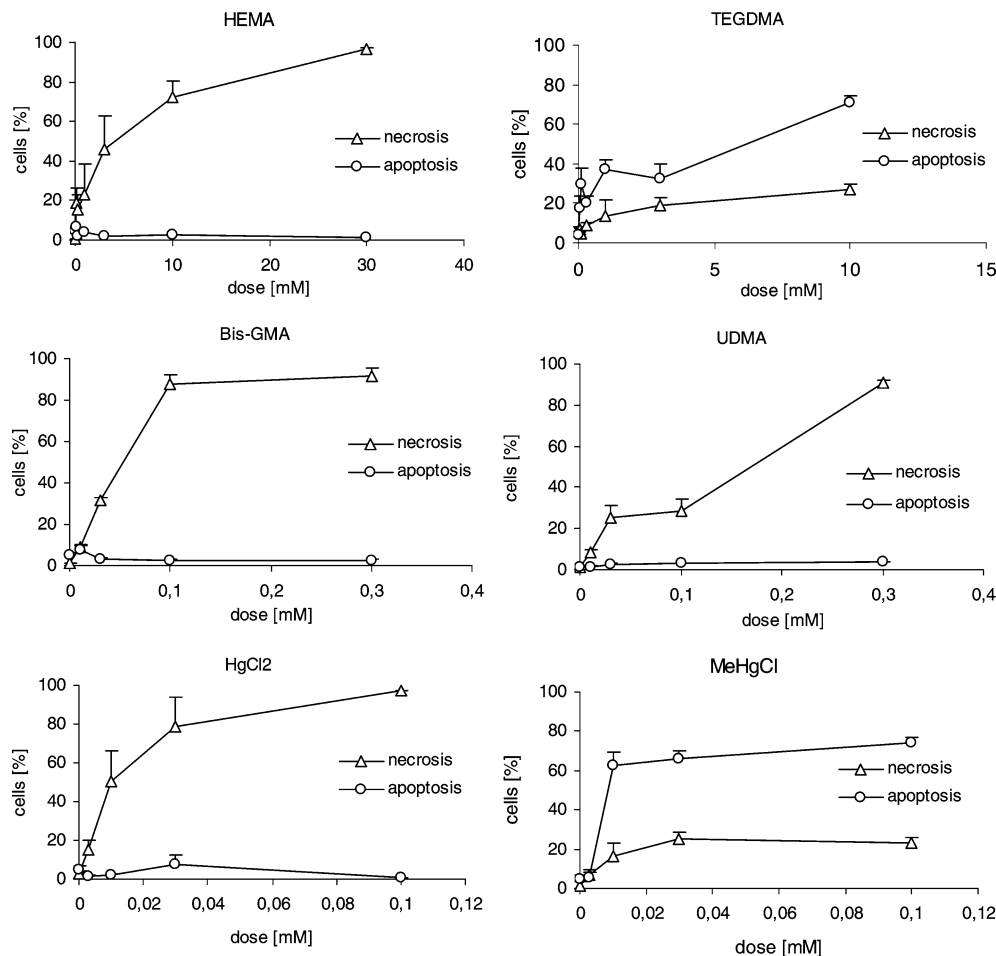 HEMA
100
80
60
40
20
0
cells [%]
necrosis
apoptosis
0 10 20 30 40
dose [mM]
TEGDMA
100
80
60
40
20
0
cells [%]
necrosis
apoptosis
0 5 10 15
dose [mM]
Bis-GMA
100
80
60
40
20
0
cells [%]
necrosis
apoptosis
0 0,1 0,2 0,3 0,4
dose [mM]
UDMA
100
80
60
40
20
0
cells [%]
necrosis
apoptosis
0 0,1 0,2 0,3 0,4
dose [mM]
HgCl2
100
80
60
40
20
0
cells [%]
necrosis
apoptosis
0 0,02 0,04 0,06 0,08 0,1 0,12
dose [mM]
MeHgCl
100
80
60
40
20
0
cells [%]
necrosis
apoptosis
0 0,02 0,04 0,06 0,08 0,1 0,12
dose [mM]